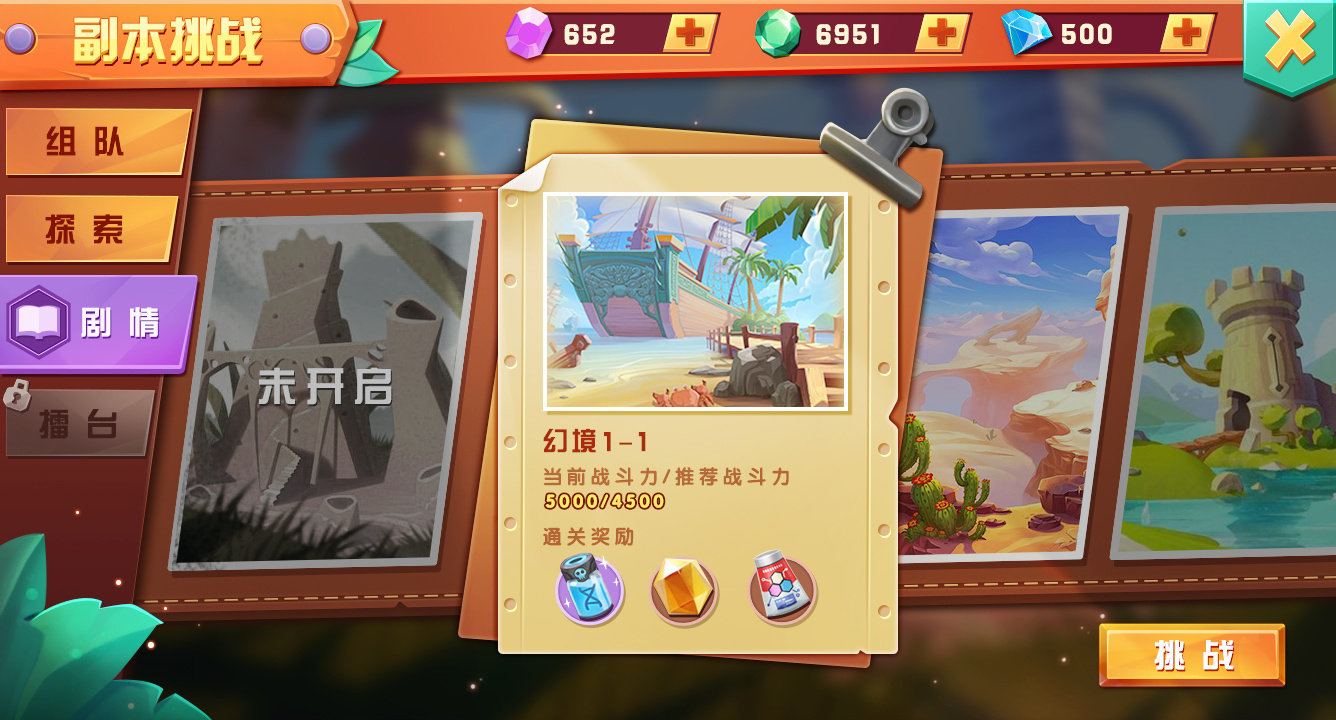 副本挑战
652
6951
500
组队
探索
剧情
擂台
未开启
幻境1-1
当前战斗力/推荐战斗力
5000/4500
通关奖励
挑战